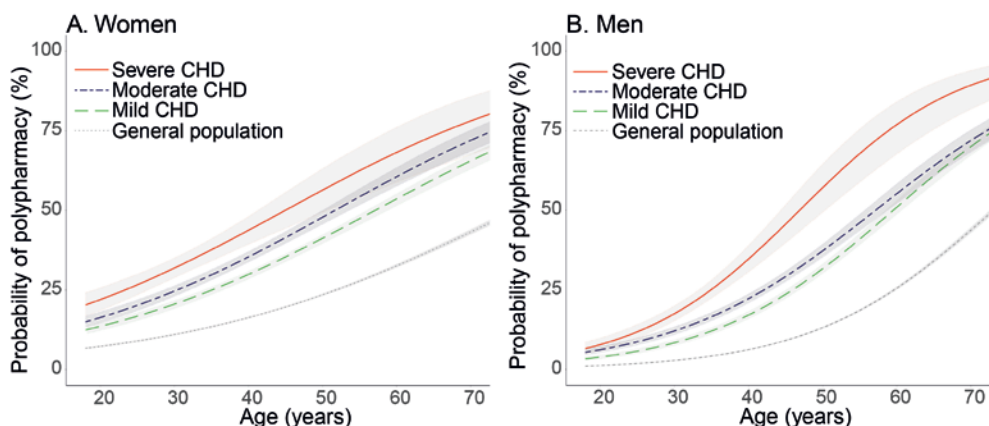 A. Women
Probability of polypharmacy (%)
100
75
50
25
0
Severe CHD
Moderate CHD
Mild CHD
General population
20 30 40 50 60 70
Age (years)
B. Men
Probability of polypharmacy (%)
100
75
50
25
0
Severe CHD
Moderate CHD
Mild CHD
General population
20 30 40 50 60 70
Age (years)